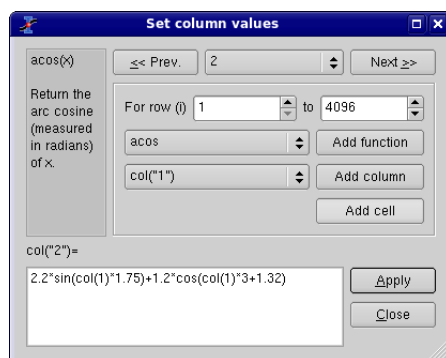 Set column values
acos(x)
Return the
arc cosine
(measured
in radians)
of x.
<< Prev.
2
Next >>
For row (i)
1
to
4096
acos
Add function
col("1")
Add column
Add cell
col("2")=
2.2*sin(col(1)*1.75)+1.2*cos(col(1)*3+1.32)
Apply
Close